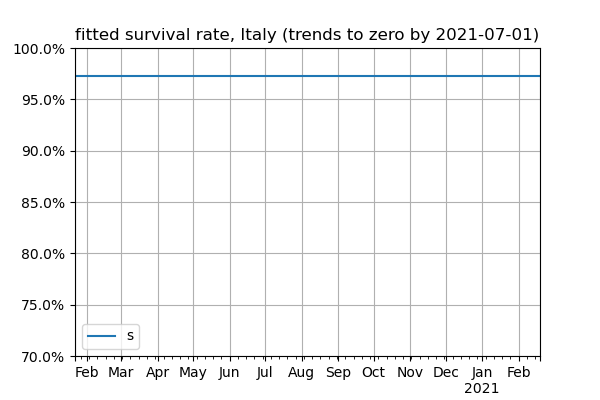 fitted survival rate, Italy (trends to zero by 2021-07-01)
100.0%
95.0%
90.0%
85.0%
80.0%
75.0%
70.0%
s
Feb Mar Apr May Jun Jul Aug Sep Oct Nov Dec Jan Feb
2021